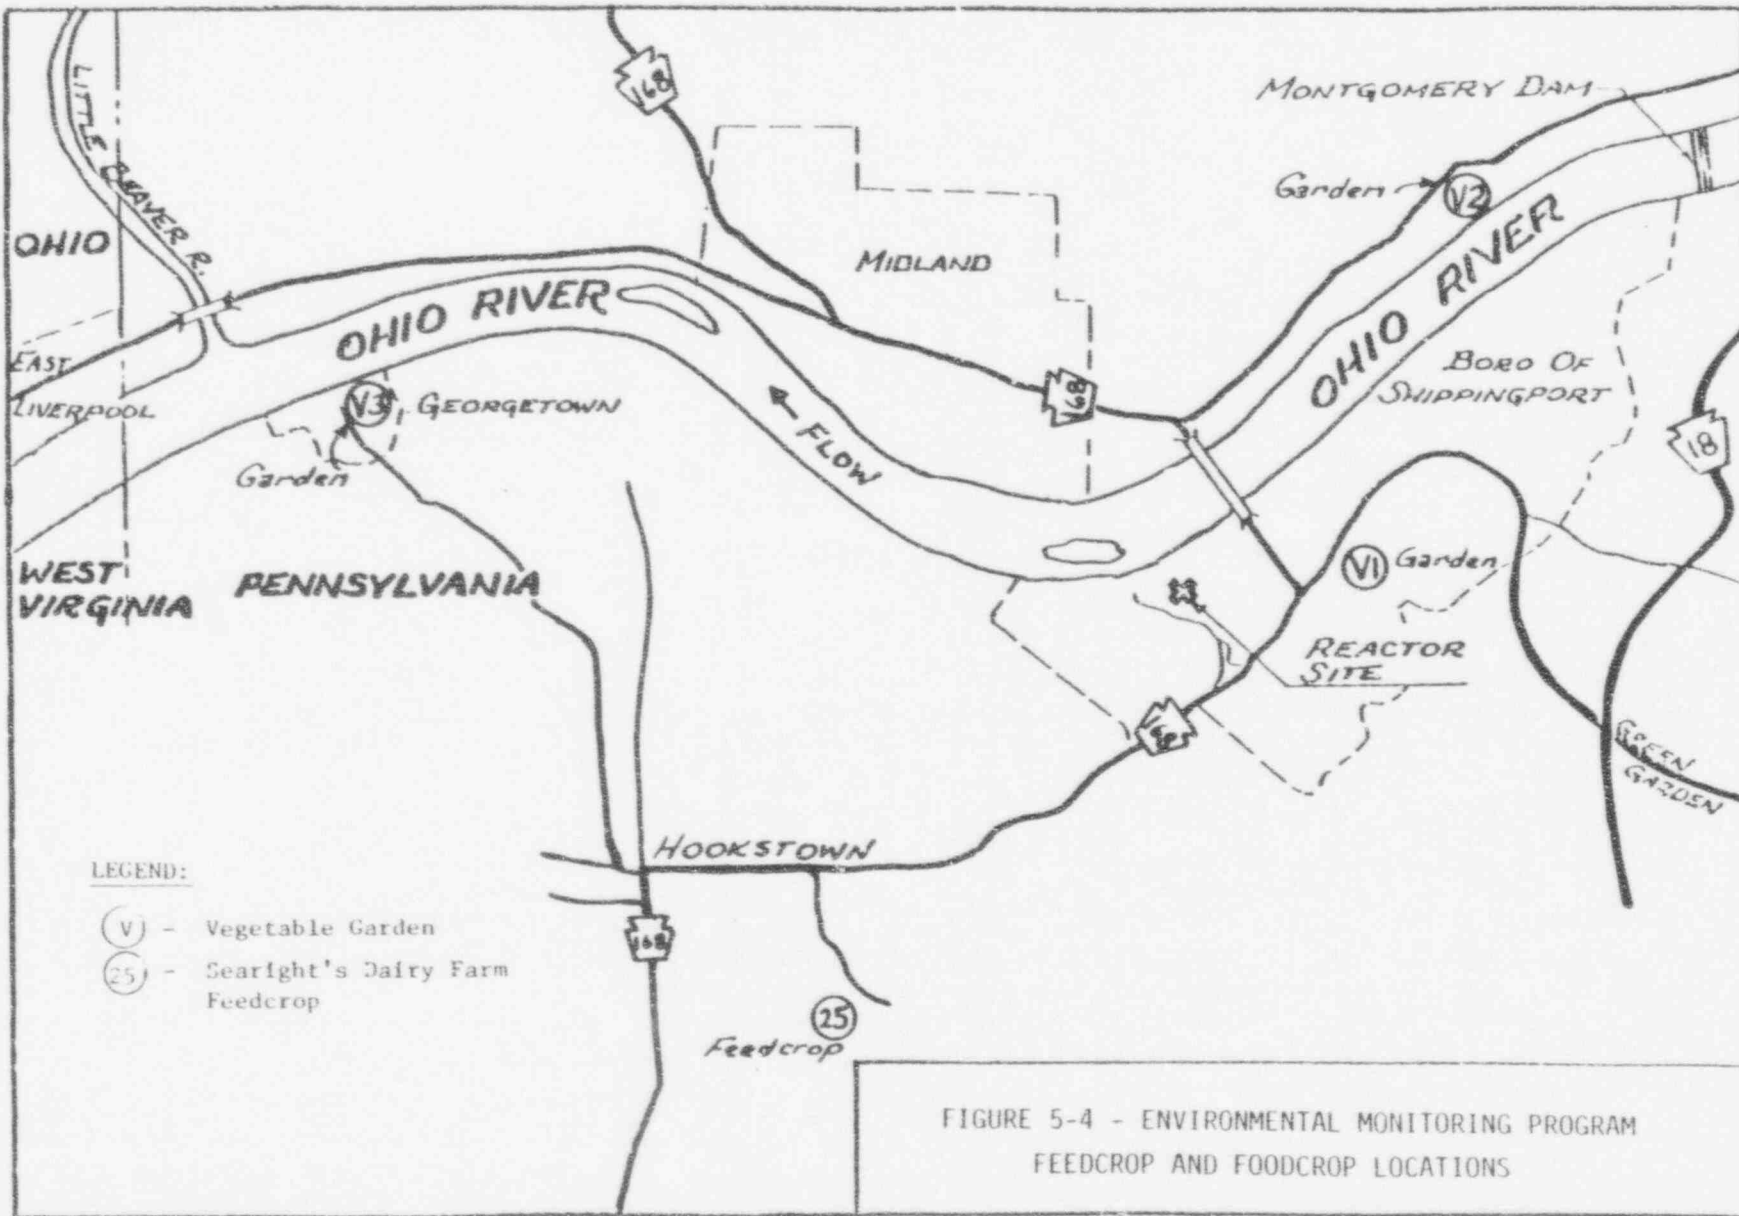 168
MONTGOMERY DAM
LITTLE BEAVER R.
Garden
V2
OHIO
MIDLAND
OHIO RIVER
OHIO RIVER
EAST
LIVERPOOL
V3
GEORGETOWN
Garden
168
BORO OF
SHIPPINGPORT
18
← FLOW
WEST
VIRGINIA
PENNSYLVANIA
V1
Garden
REACTOR
SITE
GREEN
GARDEN
HOOKSTOWN
168
LEGEND:
V - Vegetable Garden
25 - Searight's Dairy Farm
Feedcrop
25
Feedcrop
FIGURE 5-4 - ENVIRONMENTAL MONITORING PROGRAM
FEEDCROP AND FOODCROP LOCATIONS